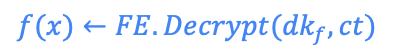 f(x) ← FE.Decrypt(dk_f, ct)